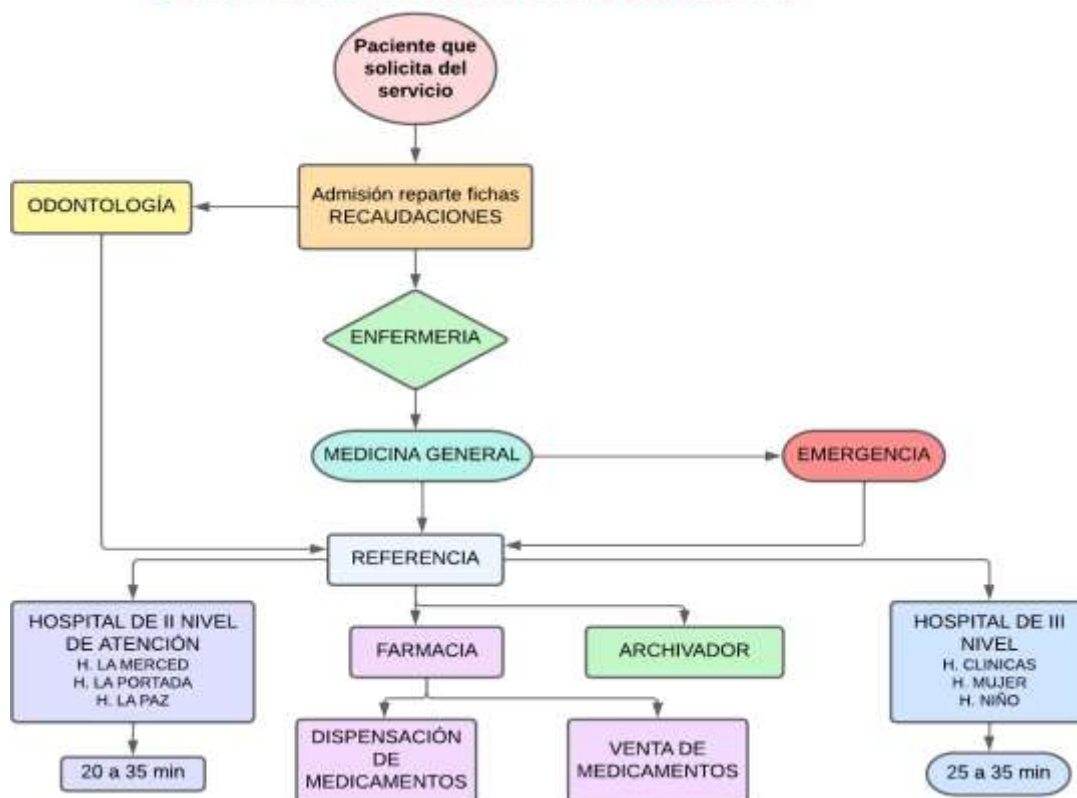 Paciente que
solicita del
servicio
Admisión reparte fichas
RECAUDACIONES
ODONTOLOGÍA
ENFERMERIA
MEDICINA GENERAL
EMERGENCIA
REFERENCIA
HOSPITAL DE II NIVEL
DE ATENCIÓN
H. LA MERCED
H. LA PORTADA
H. LA PAZ
FARMACIA
ARCHIVADOR
HOSPITAL DE III
NIVEL
H. CLINICAS
H. MUJER
H. NIÑO
DISPENSACIÓN
DE
MEDICAMENTOS
VENTA DE
MEDICAMENTOS
20 a 35 min
25 a 35 min